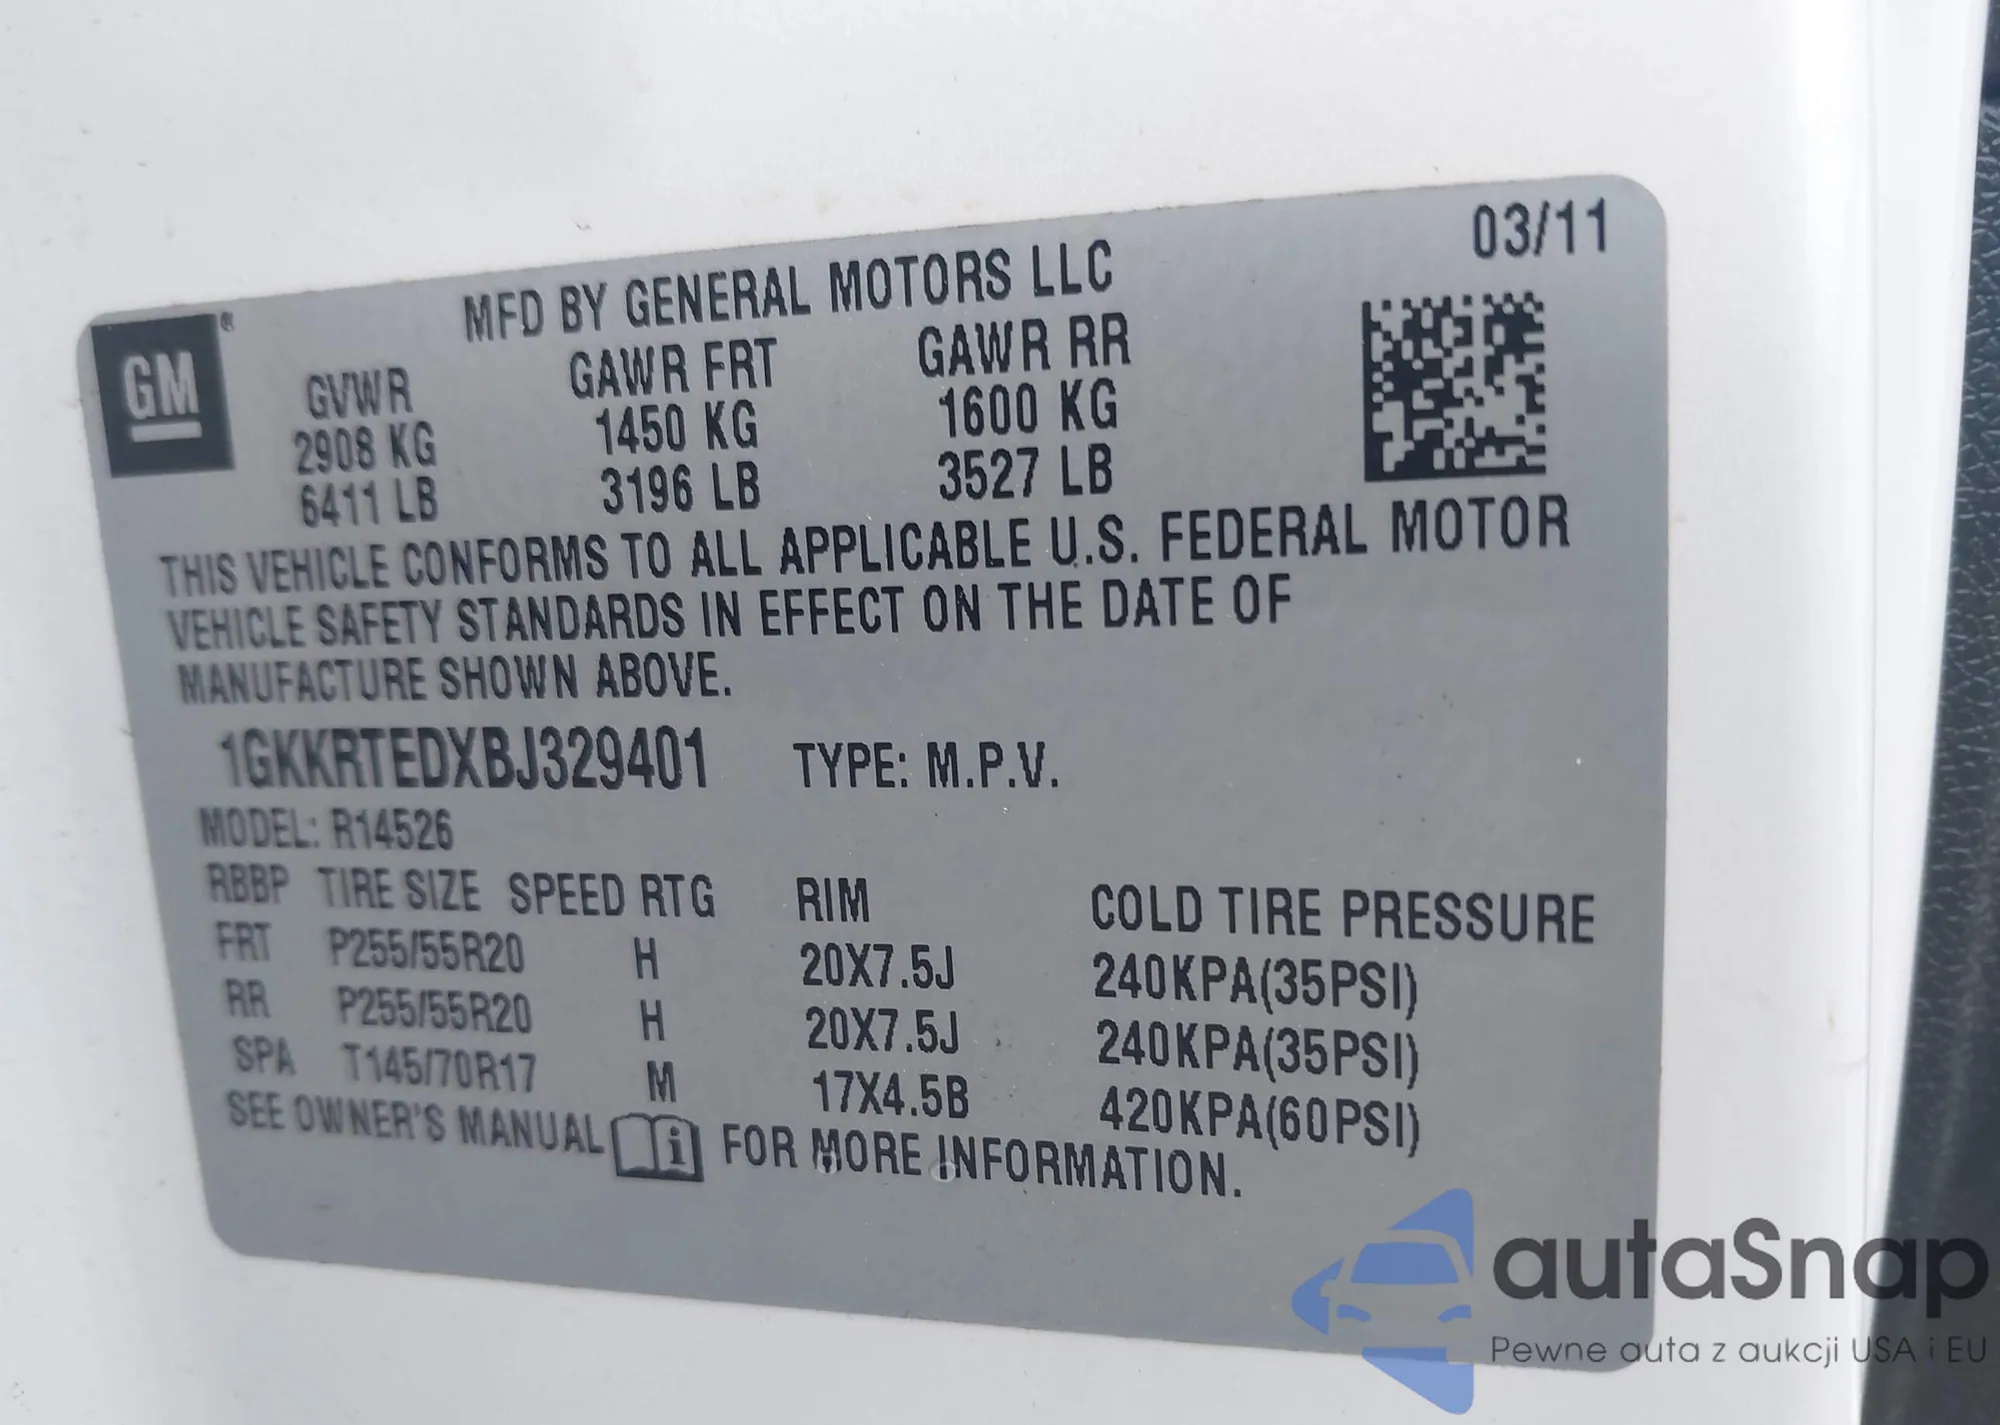 03/11
MFD BY GENERAL MOTORS LLC
GM®
GVWR GAWR FRT GAWR RR
2908 KG 1450 KG 1600 KG
6411 LB 3196 LB 3527 LB
THIS VEHICLE CONFORMS TO ALL APPLICABLE U.S. FEDERAL MOTOR
VEHICLE SAFETY STANDARDS IN EFFECT ON THE DATE OF
MANUFACTURE SHOWN ABOVE.
1GKKRTEDXBJ329401 TYPE: M.P.V.
MODEL: R14526
RBBP TIRE SIZE SPEED RTG RIM COLD TIRE PRESSURE
FRT P255/55R20 H 20X7.5J 240KPA(35PSI)
RR P255/55R20 H 20X7.5J 240KPA(35PSI)
SPA T145/70R17 M 17X4.5B 420KPA(60PSI)
SEE OWNER'S MANUAL i FOR MORE INFORMATION.
autaSnap
Pewne auta z aukcji USA i EU